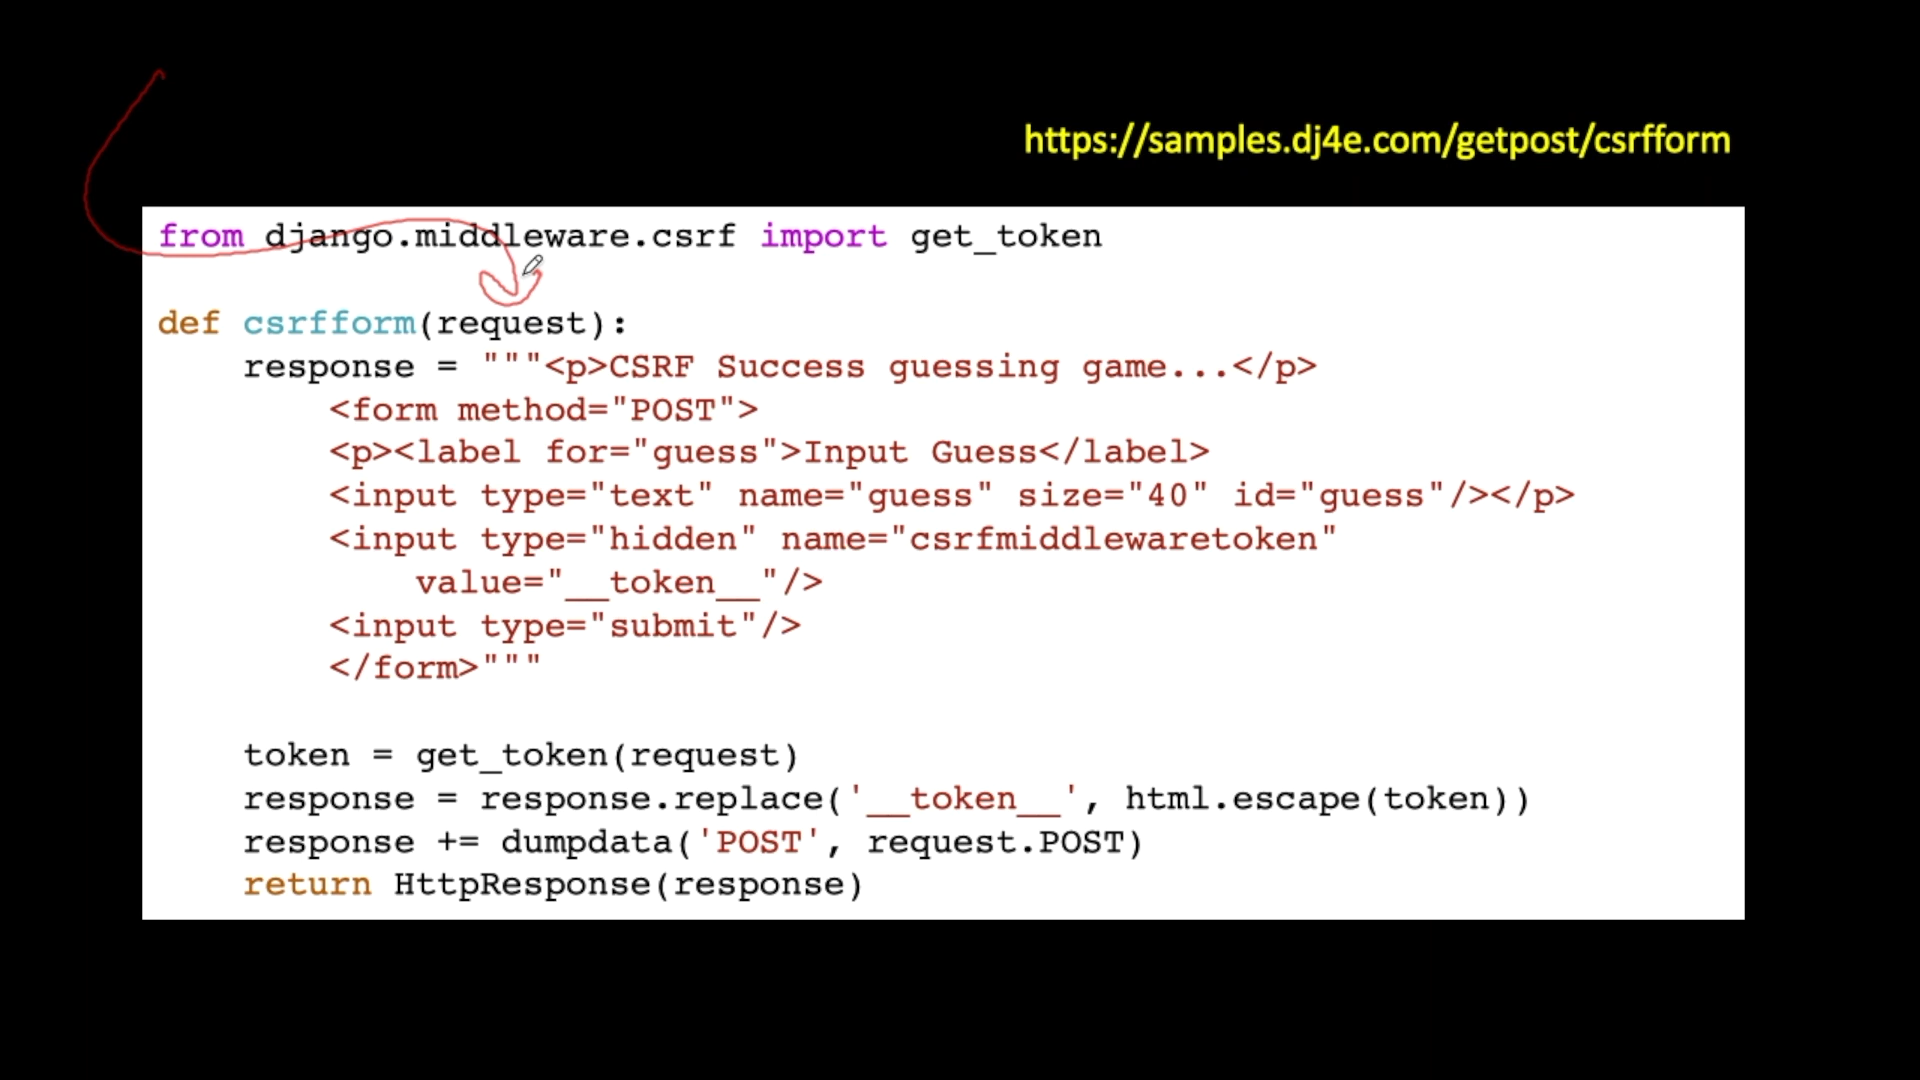 https://samples.dj4e.com/getpost/csrfform
from django.middleware.csrf import get_token
def csrfform(request):
    response = """<p>CSRF Success guessing game...</p>
        <form method="POST">
        <p><label for="guess">Input Guess</label>
        <input type="text" name="guess" size="40" id="guess"/></p>
        <input type="hidden" name="csrfmiddlewaretoken"
            value="__token__"/>
        <input type="submit"/>
        </form>"""
    token = get_token(request)
    response = response.replace('__token__', html.escape(token))
    response += dumpdata('POST', request.POST)
    return HttpResponse(response)